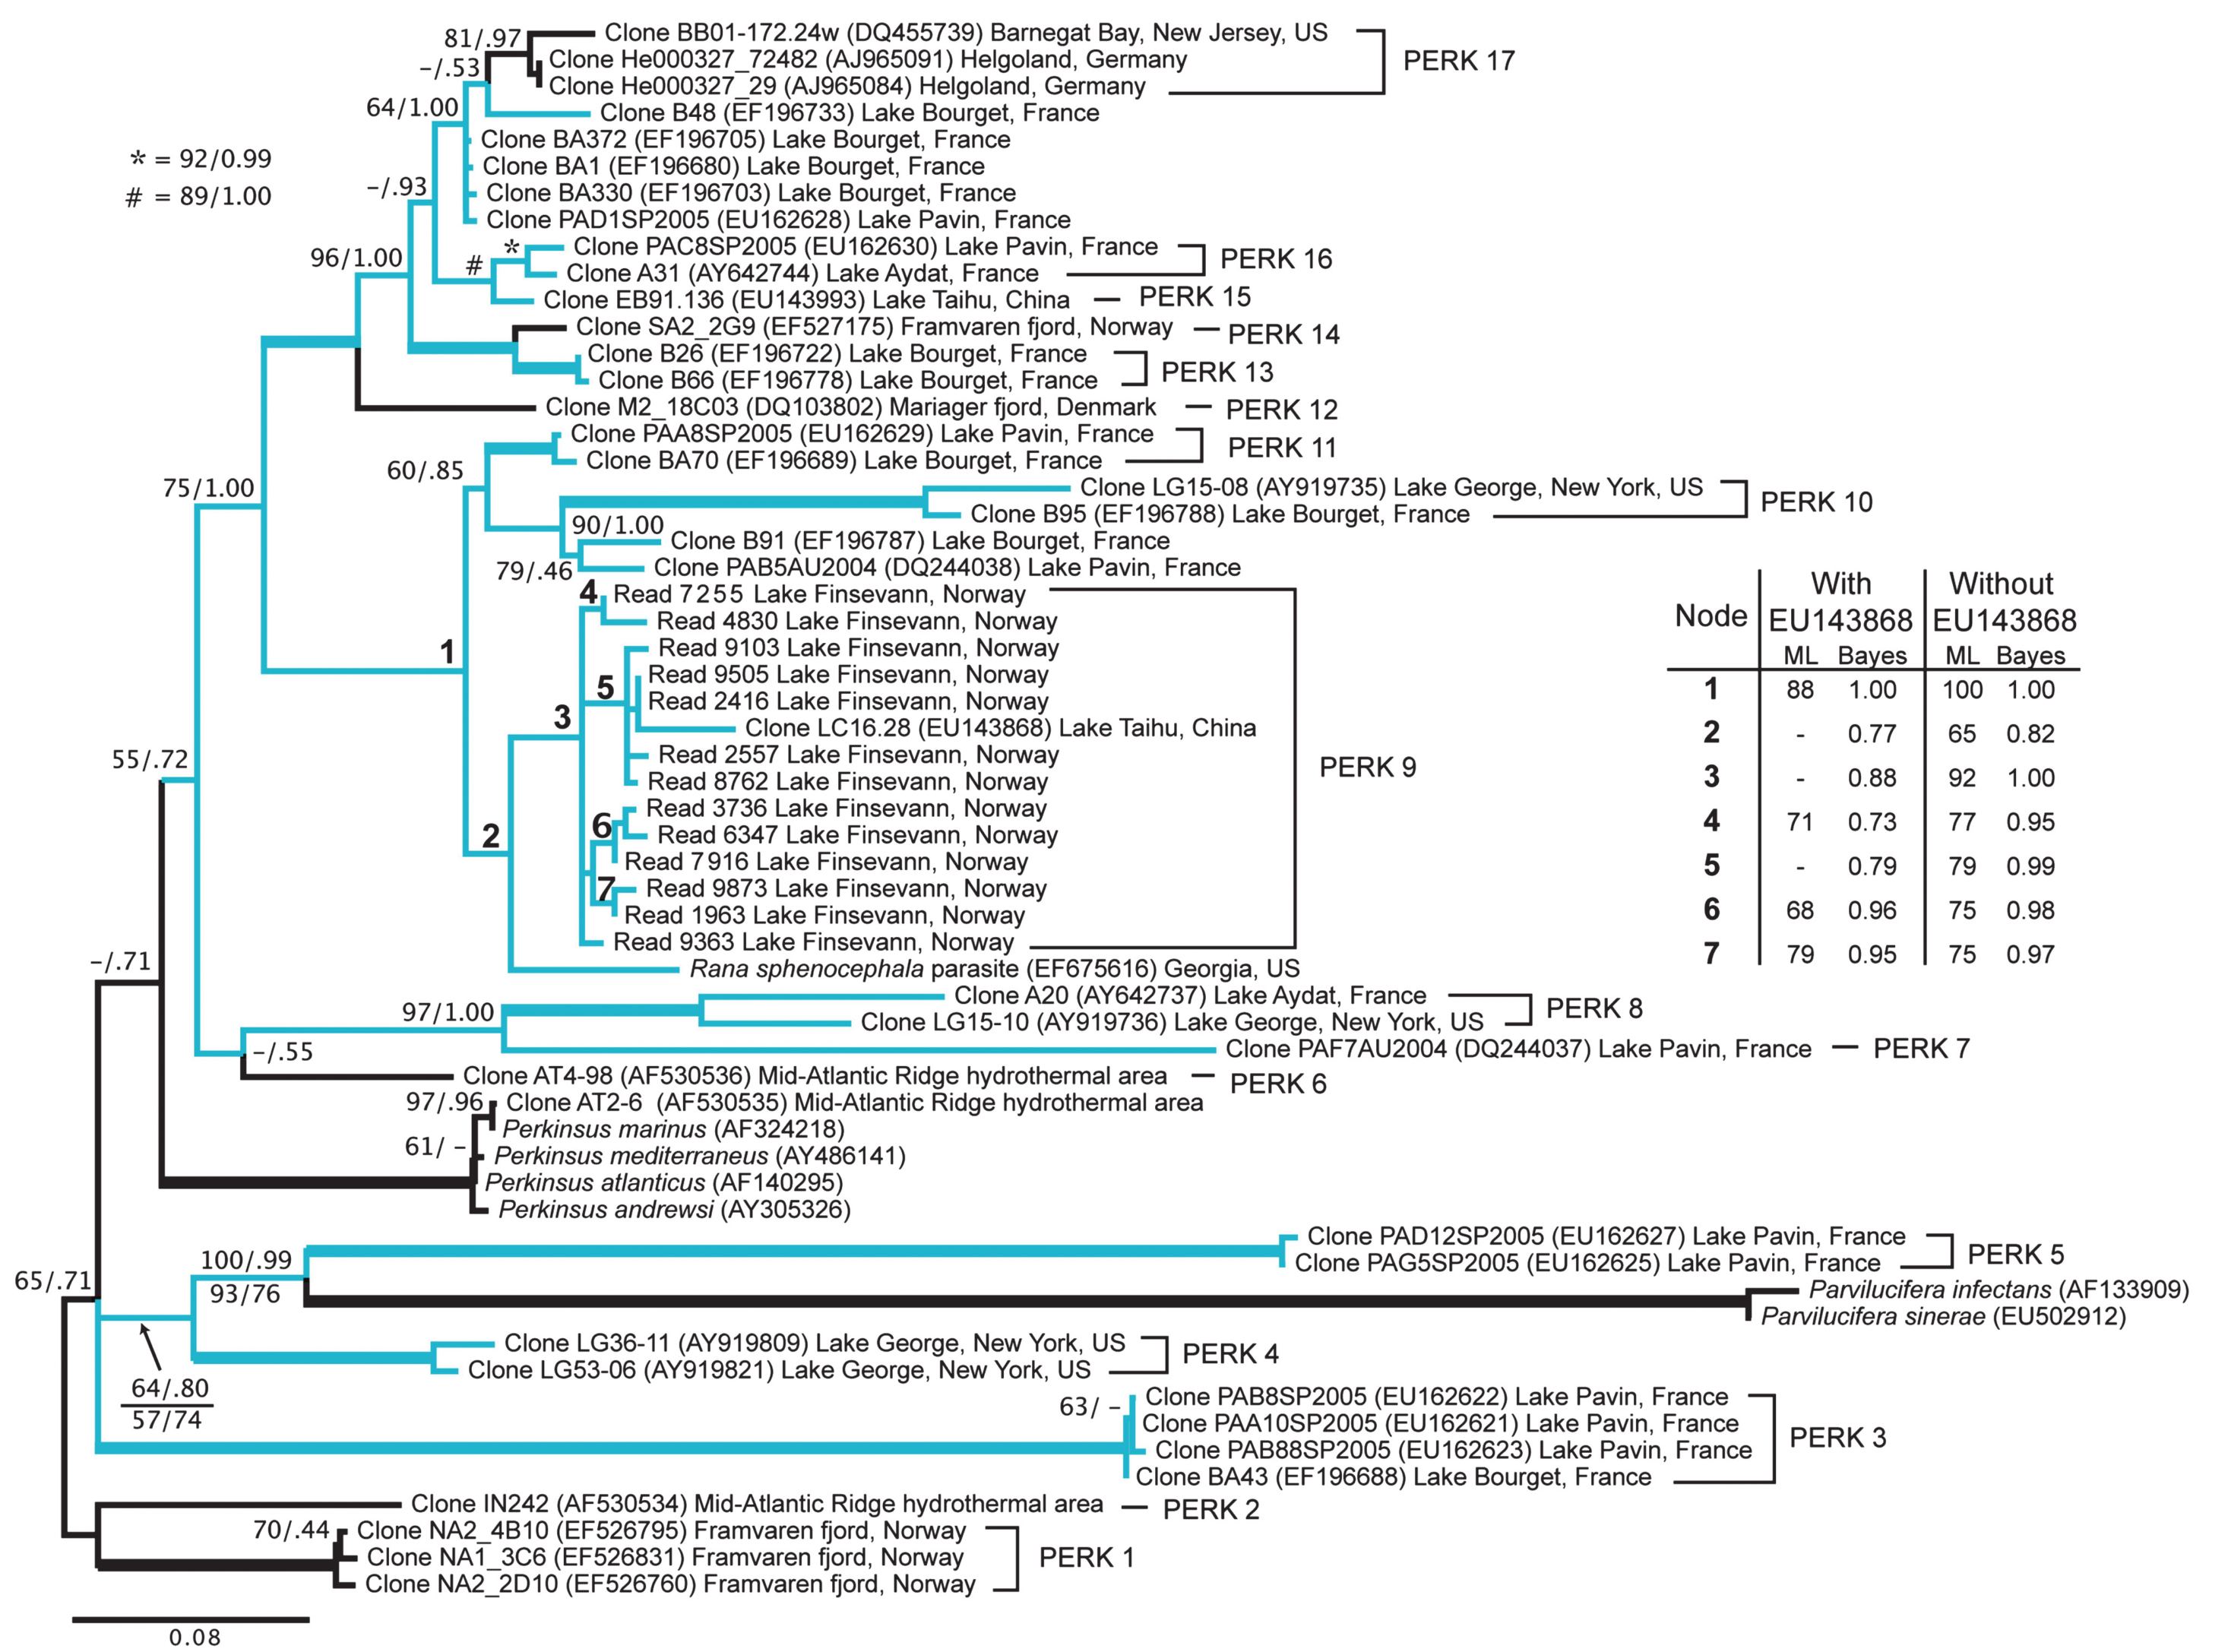 81/.97
Clone BB01-172.24w (DQ455739) Barnegat Bay, New Jersey, US
Clone He000327_72482 (AJ965091) Helgoland, Germany
PERK 17
–/.53
Clone He000327_29 (AJ965084) Helgoland, Germany
64/1.00
Clone B48 (EF196733) Lake Bourget, France
Clone BA372 (EF196705) Lake Bourget, France
* = 92/0.99
Clone BA1 (EF196680) Lake Bourget, France
# = 89/1.00
–/.93
Clone BA330 (EF196703) Lake Bourget, France
Clone PAD1SP2005 (EU162628) Lake Pavin, France
*
Clone PAC8SP2005 (EU162630) Lake Pavin, France
PERK 16
96/1.00
#
Clone A31 (AY642744) Lake Aydat, France
Clone EB91.136 (EU143993) Lake Taihu, China
PERK 15
Clone SA2_2G9 (EF527175) Framvaren fjord, Norway
PERK 14
Clone B26 (EF196722) Lake Bourget, France
PERK 13
Clone B66 (EF196778) Lake Bourget, France
Clone M2_18C03 (DQ103802) Mariager fjord, Denmark
PERK 12
Clone PAA8SP2005 (EU162629) Lake Pavin, France
PERK 11
60/.85
Clone BA70 (EF196689) Lake Bourget, France
75/1.00
Clone LG15-08 (AY919735) Lake George, New York, US
PERK 10
Clone B95 (EF196788) Lake Bourget, France
90/1.00
Clone B91 (EF196787) Lake Bourget, France
79/.46
Clone PAB5AU2004 (DQ244038) Lake Pavin, France
4
Read 7255 Lake Finsevann, Norway
Read 4830 Lake Finsevann, Norway
1
Read 9103 Lake Finsevann, Norway
Read 9505 Lake Finsevann, Norway
5
Read 2416 Lake Finsevann, Norway
3
Clone LC16.28 (EU143868) Lake Taihu, China
55/.72
Read 2557 Lake Finsevann, Norway
PERK 9
Read 8762 Lake Finsevann, Norway
Read 3736 Lake Finsevann, Norway
2
6
Read 6347 Lake Finsevann, Norway
Read 7916 Lake Finsevann, Norway
7
Read 9873 Lake Finsevann, Norway
Read 1963 Lake Finsevann, Norway
Read 9363 Lake Finsevann, Norway
–/.71
Rana sphenocephala parasite (EF675616) Georgia, US
Node With EU143868 Without EU143868
ML Bayes ML Bayes
1 88 1.00 100 1.00
2 - 0.77 65 0.82
3 - 0.88 92 1.00
4 71 0.73 77 0.95
5 - 0.79 79 0.99
6 68 0.96 75 0.98
7 79 0.95 75 0.97
97/1.00
Clone A20 (AY642737) Lake Aydat, France
PERK 8
Clone LG15-10 (AY919736) Lake George, New York, US
–/.55
Clone PAF7AU2004 (DQ244037) Lake Pavin, France
PERK 7
Clone AT4-98 (AF530536) Mid-Atlantic Ridge hydrothermal area
PERK 6
97/.96
Clone AT2-6 (AF530535) Mid-Atlantic Ridge hydrothermal area
Perkinsus marinus (AF324218)
61/ –
Perkinsus mediterraneus (AY486141)
Perkinsus atlanticus (AF140295)
Perkinsus andrewsi (AY305326)
Clone PAD12SP2005 (EU162627) Lake Pavin, France
PERK 5
100/.99
Clone PAG5SP2005 (EU162625) Lake Pavin, France
65/.71
93/76
Parvilucifera infectans (AF133909)
Parvilucifera sinerae (EU502912)
Clone LG36-11 (AY919809) Lake George, New York, US
PERK 4
Clone LG53-06 (AY919821) Lake George, New York, US
64/.80
57/74
63/ –
Clone PAB8SP2005 (EU162622) Lake Pavin, France
Clone PAA10SP2005 (EU162621) Lake Pavin, France
PERK 3
Clone PAB88SP2005 (EU162623) Lake Pavin, France
Clone BA43 (EF196688) Lake Bourget, France
Clone IN242 (AF530534) Mid-Atlantic Ridge hydrothermal area
PERK 2
70/.44
Clone NA2_4B10 (EF526795) Framvaren fjord, Norway
Clone NA1_3C6 (EF526831) Framvaren fjord, Norway
PERK 1
Clone NA2_2D10 (EF526760) Framvaren fjord, Norway
0.08